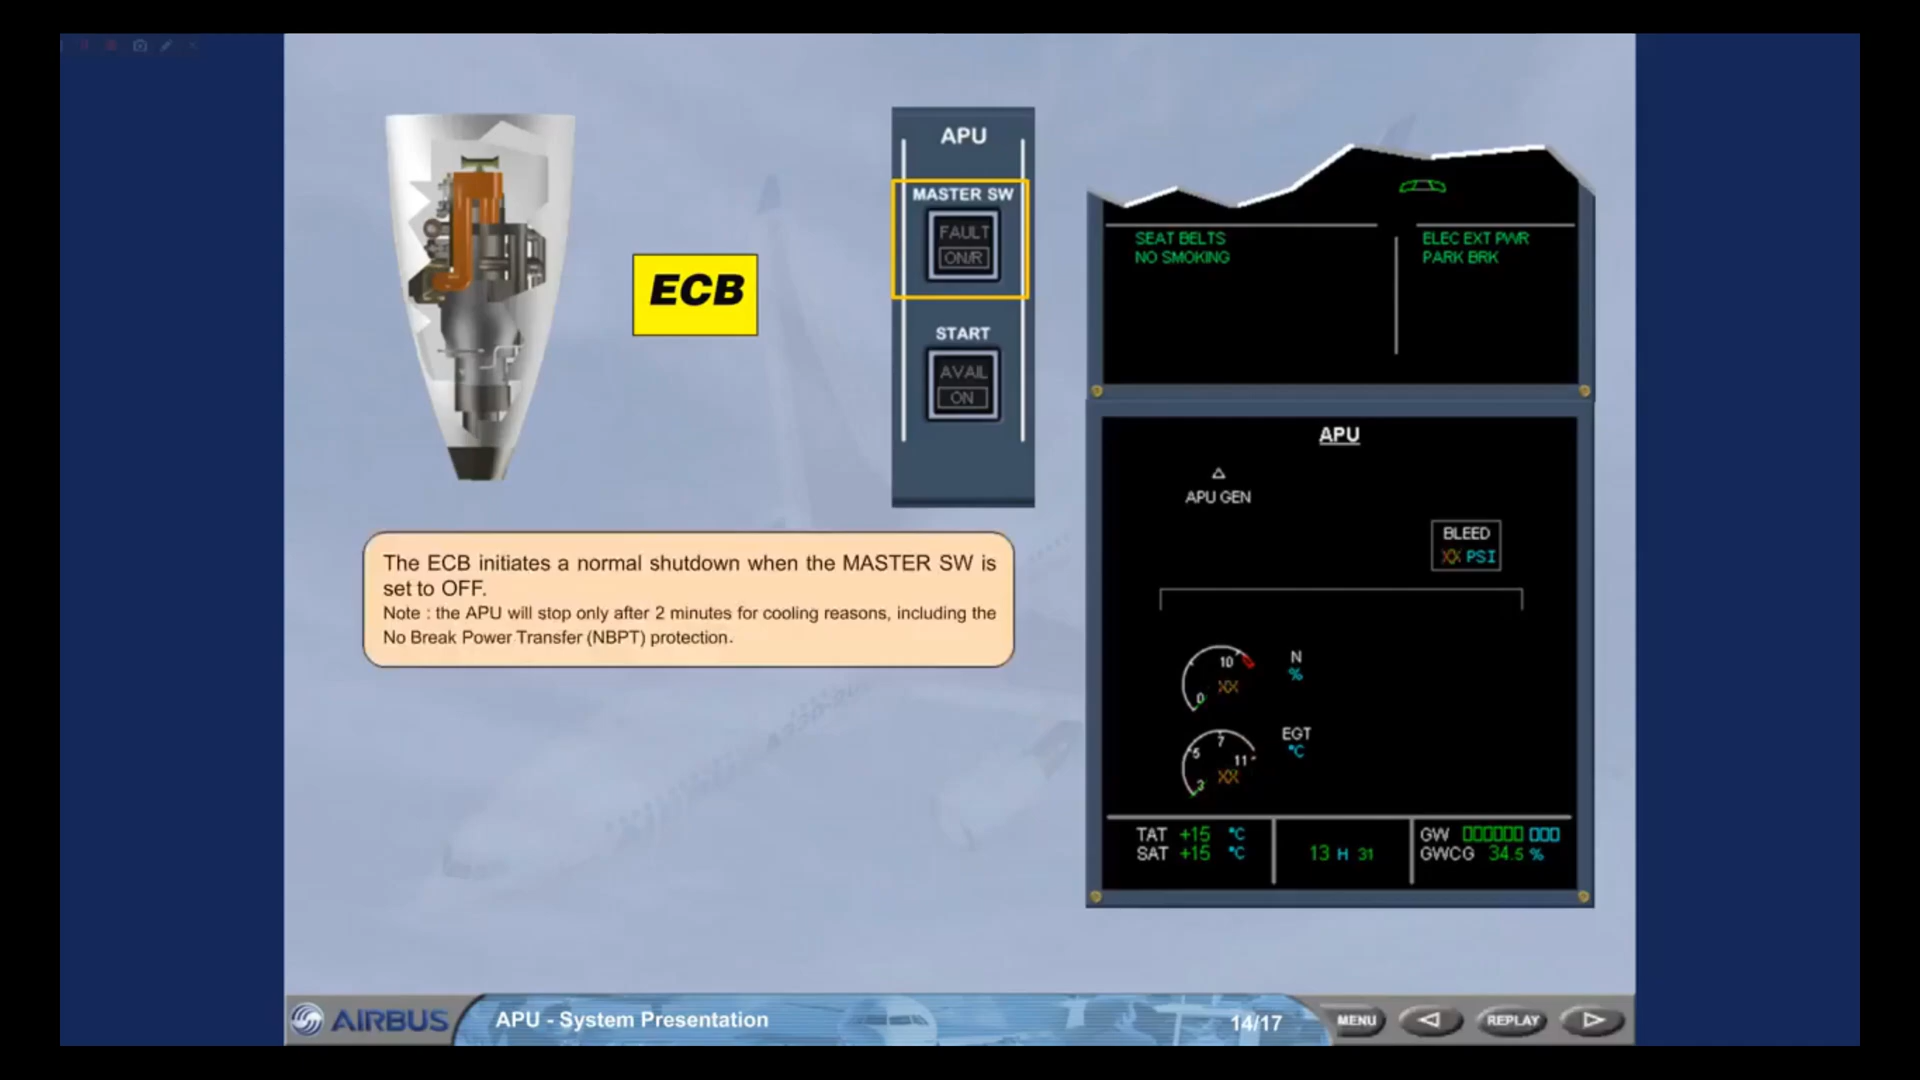 APU
MASTER SW
FAULT
ON/R
START
AVAIL
ON
ECB
SEAT BELTS
NO SMOKING
ELEC EXT PWR
PARK BRK
The ECB initiates a normal shutdown when the MASTER SW is
set to OFF.
Note : the APU will stop only after 2 minutes for cooling reasons, including the
No Break Power Transfer (NBPT) protection.
APU
APU GEN
BLEED
XX PSI
10
XX
0
N
%
7
5
11
XX
3
EGT
°C
TAT +15 °C
SAT +15 °C
13 H 31
GW
GWCG 34.5 %
AIRBUS
APU - System Presentation
14/17
MENU
REPLAY